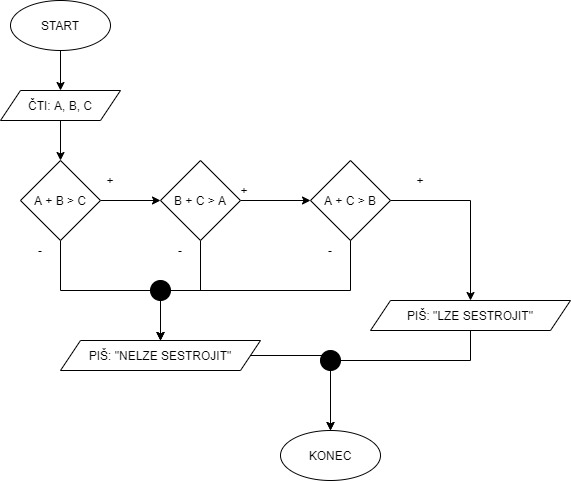 START
ČTI: A, B, C
A + B > C
+
B + C > A
+
A + C > B
+
-
-
-
PIŠ: "LZE SESTROJIT"
PIŠ: "NELZE SESTROJIT"
KONEC